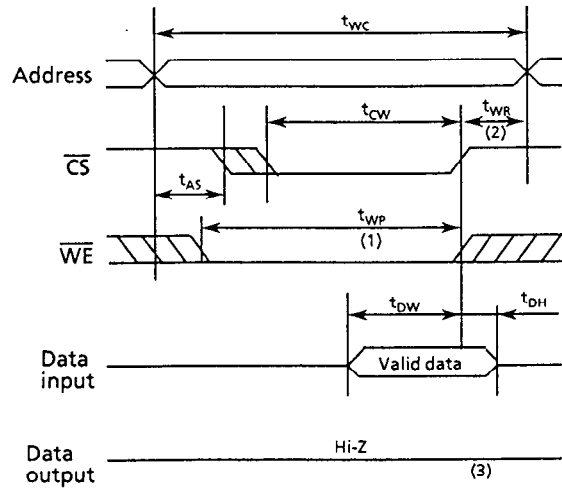 tWC
Address
tCW
tWR
(2)
CS
tAS
tWP
(1)
WE
tDW
tDH
Data input
Valid data
Data output
Hi-Z
(3)